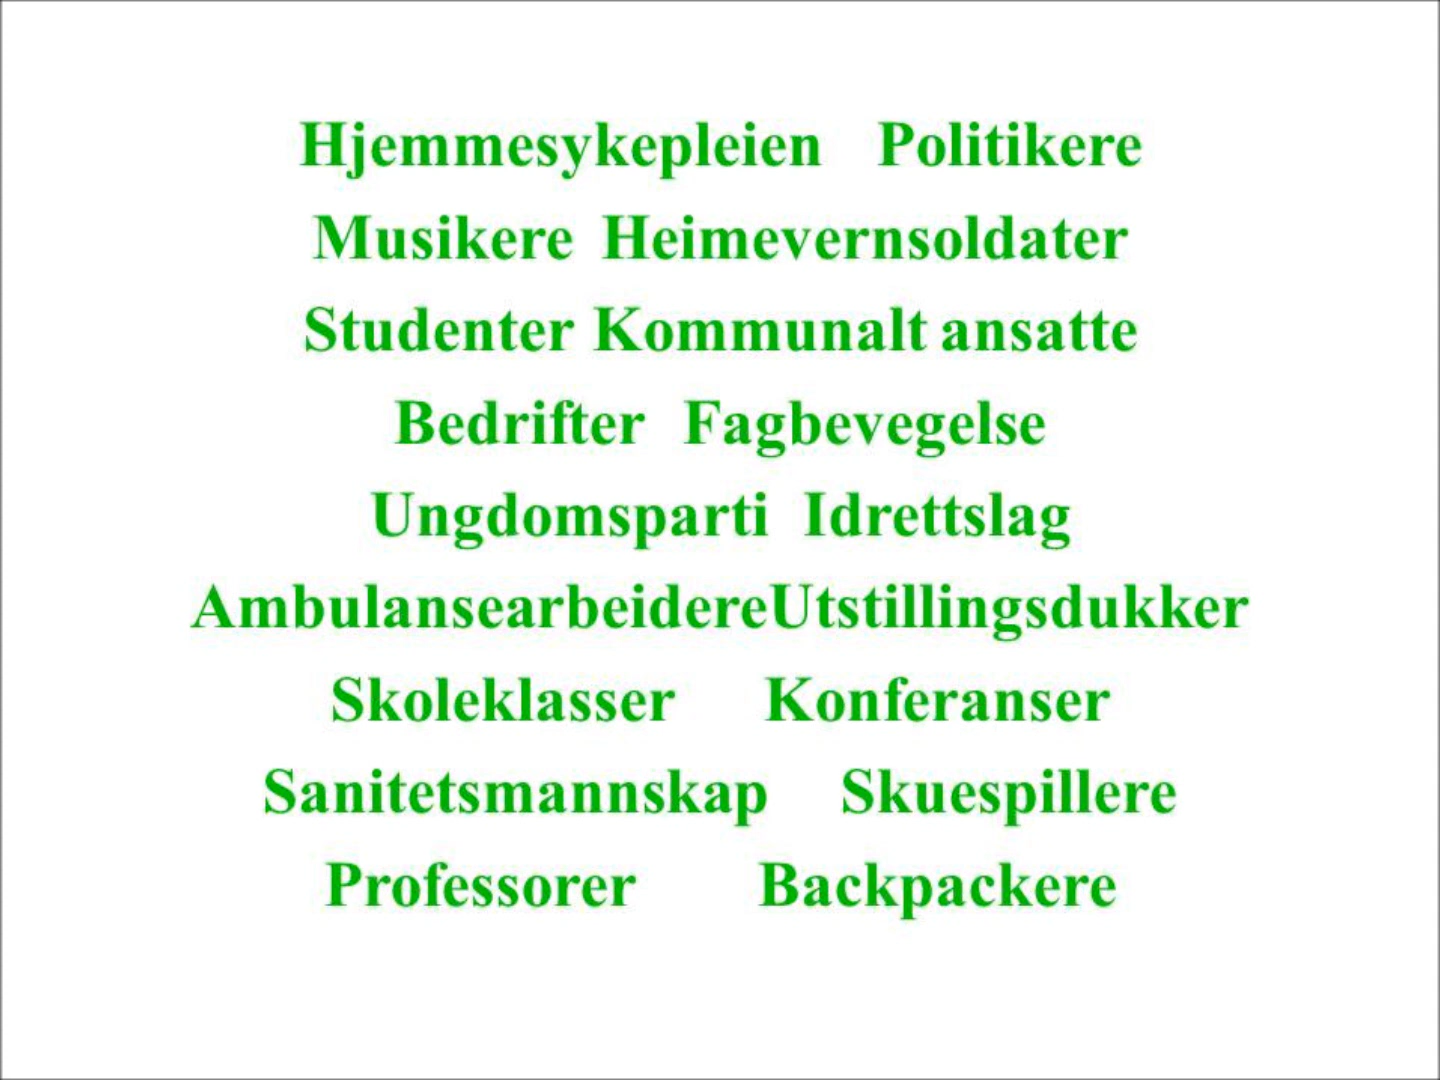 Hjemmesykepleien Politikere
Musikere Heimevernsoldater
Studenter Kommunalt ansatte
Bedrifter Fagbevegelse
Ungdomsparti Idrettslag
AmbulansearbeidereUtstillingsdukker
Skoleklasser Konferanser
Sanitetsmannskap Skuespillere
Professorer Backpackere